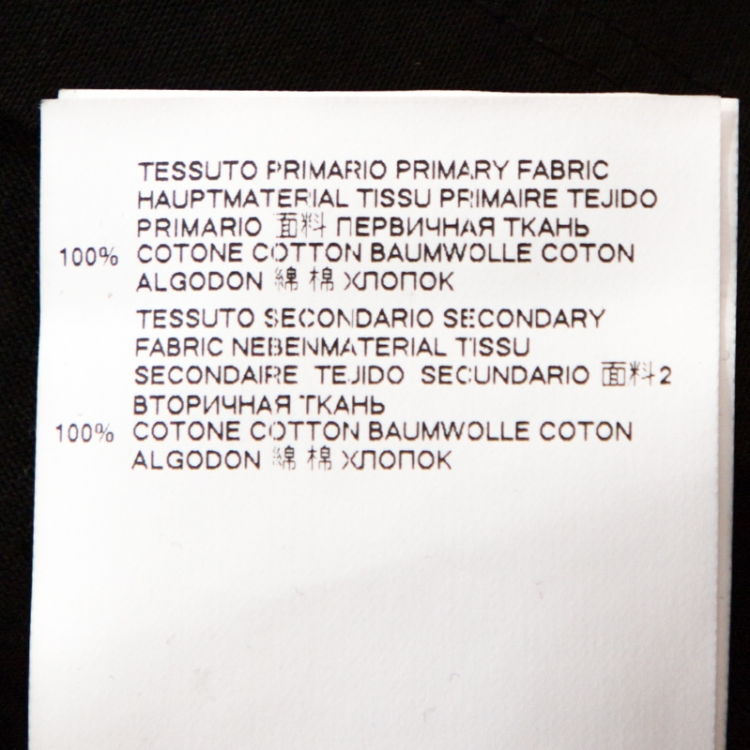 TESSUTO PRIMARIO PRIMARY FABRIC
HAUPTMATERIAL TISSU PRIMAIRE TEJIDO
PRIMARIO 面料 ПЕРВИЧНАЯ ТКАНЬ
100% COTONE COTTON BAUMWOLLE COTON
ALGODON 綿 棉 ХЛОПОК
TESSUTO SECONDARIO SECONDARY
FABRIC NEBENMATERIAL TISSU
SECONDAIRE TEJIDO SECUNDARIO 面料2
ВТОРИЧНАЯ ТКАНЬ
100% COTONE COTTON BAUMWOLLE COTON
ALGODON 綿 棉 ХЛОПОК